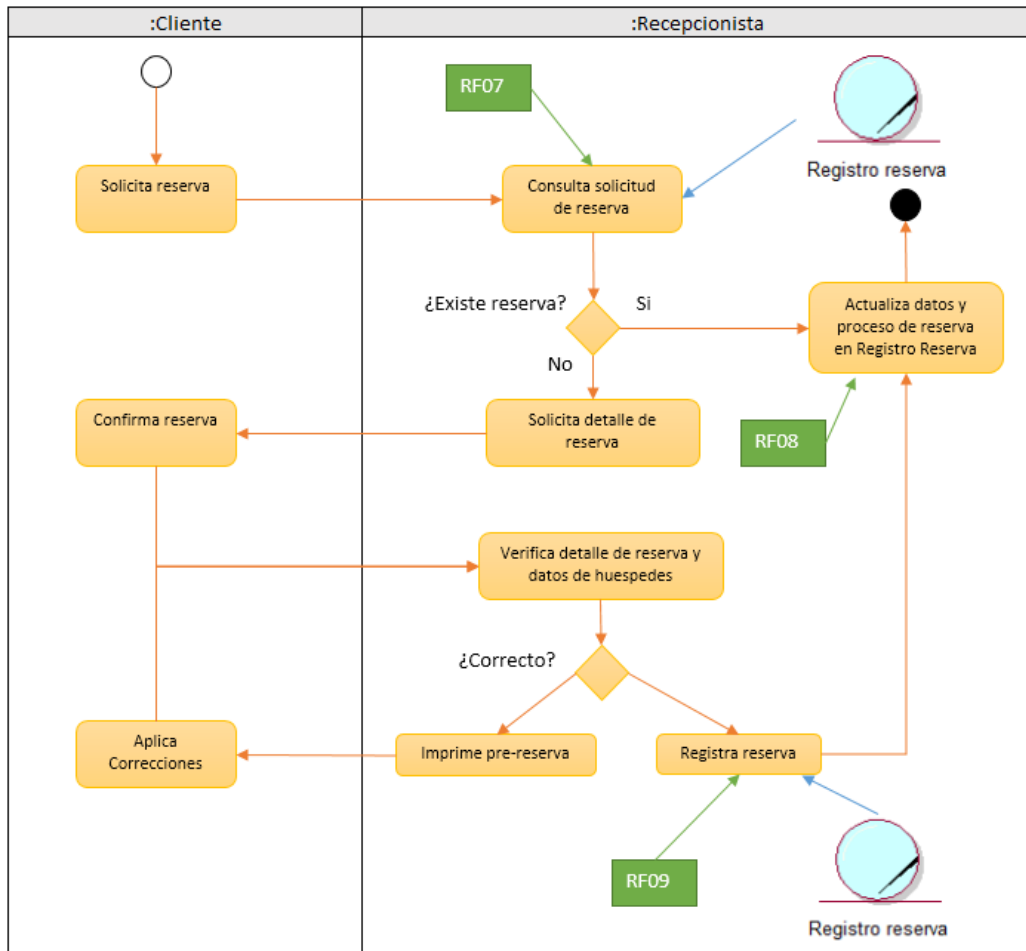 :Cliente
:Recepcionista
RF07
Registro reserva
Solicita reserva
Consulta solicitud
de reserva
¿Existe reserva?
Si
Actualiza datos y
proceso de reserva
en Registro Reserva
No
Confirma reserva
Solicita detalle de
reserva
RF08
Verifica detalle de reserva y
datos de huespedes
¿Correcto?
Aplica
Correcciones
Imprime pre-reserva
Registra reserva
RF09
Registro reserva